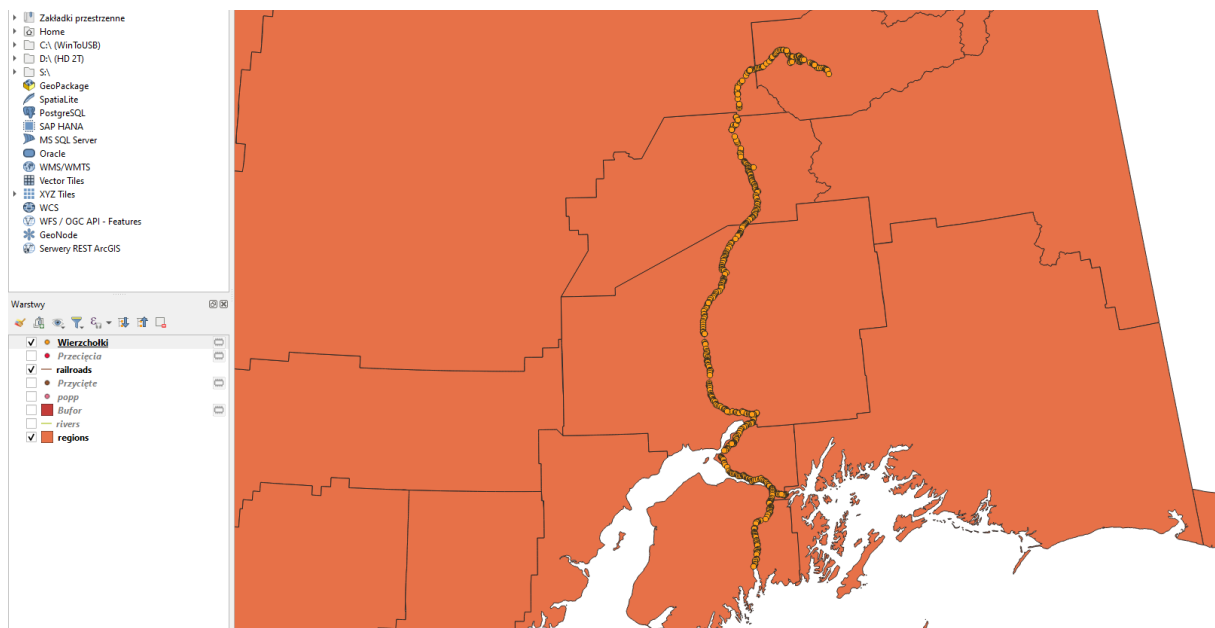 Zakładki przestrzenne
Home
C:\ (WinToUSB)
D:\ (HD 2T)
S:\
GeoPackage
SpatiaLite
PostgreSQL
SAP HANA
MS SQL Server
Oracle
WMS/WMTS
Vector Tiles
XYZ Tiles
WCS
WFS / OGC API - Features
GeoNode
Serwery REST ArcGIS
Warstwy
Wierzchołki
Przecięcia
railroads
Przycięte
popp
Bufor
rivers
regions